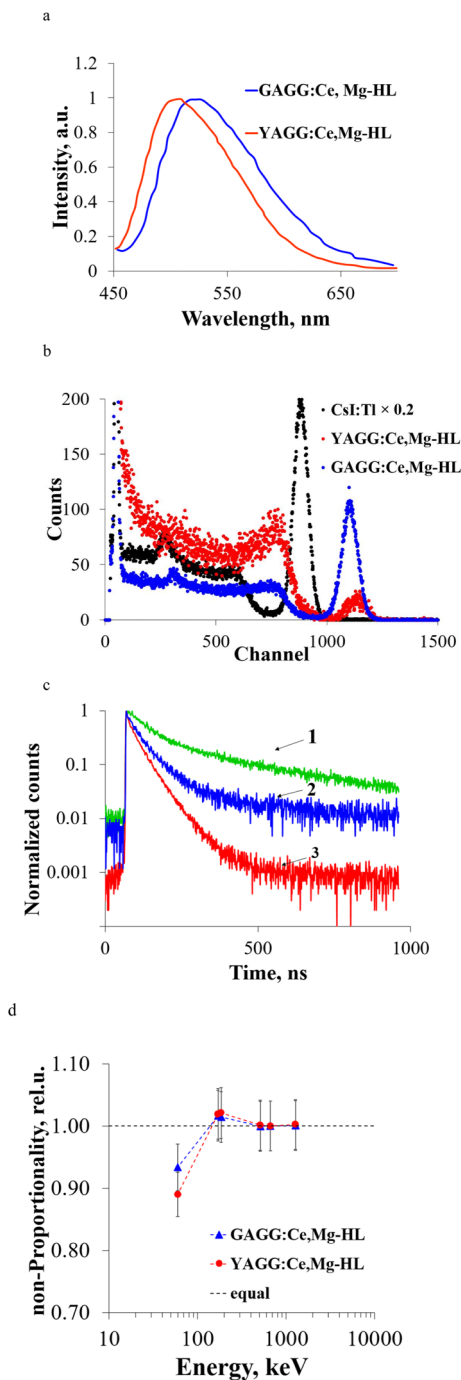 a
1.2
1
0.8
0.6
0.4
0.2
0
Intensity, a.u.
GAGG:Ce, Mg-HL
YAGG:Ce,Mg-HL
450
550
650
Wavelength, nm
b
200
150
100
50
0
Counts
CsI:Tl × 0.2
YAGG:Ce,Mg-HL
GAGG:Ce,Mg-HL
0
500
1000
1500
Channel
c
1
0.1
0.01
0.001
Normalized counts
1
2
3
0
500
1000
Time, ns
d
1.10
1.00
0.90
0.80
0.70
non-Proportionality, rel.u.
GAGG:Ce,Mg-HL
YAGG:Ce,Mg-HL
equal
10
100
1000
10000
Energy, keV